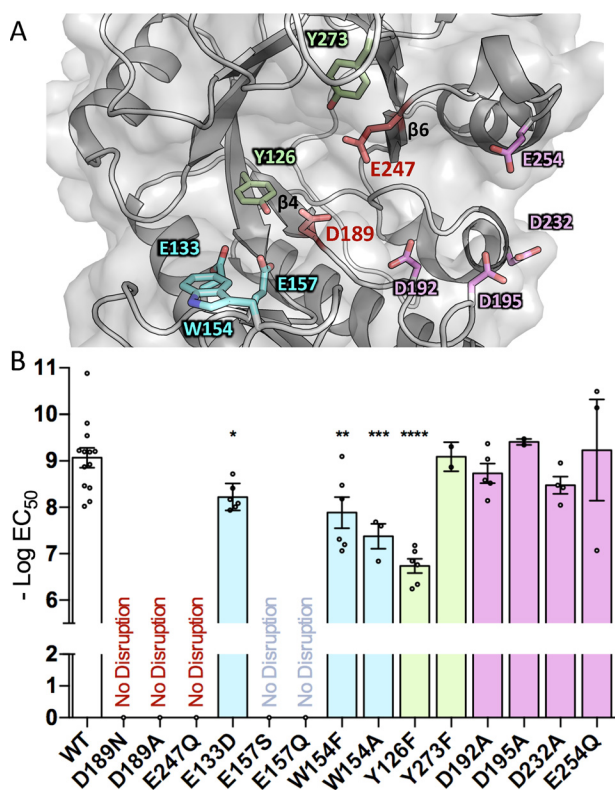 A
Y273
β6
E254
Y126
E247
β4
D232
E133
D189
E157
D192
D195
W154
B
- Log EC50
11
10
9
8
7
6
2
1
0
No Disruption
No Disruption
No Disruption
*
No Disruption
No Disruption
**
***
****
WT
D189N
D189A
E247Q
E133D
E157S
E157Q
W154F
W154A
Y126F
Y273F
D192A
D195A
D232A
E254Q